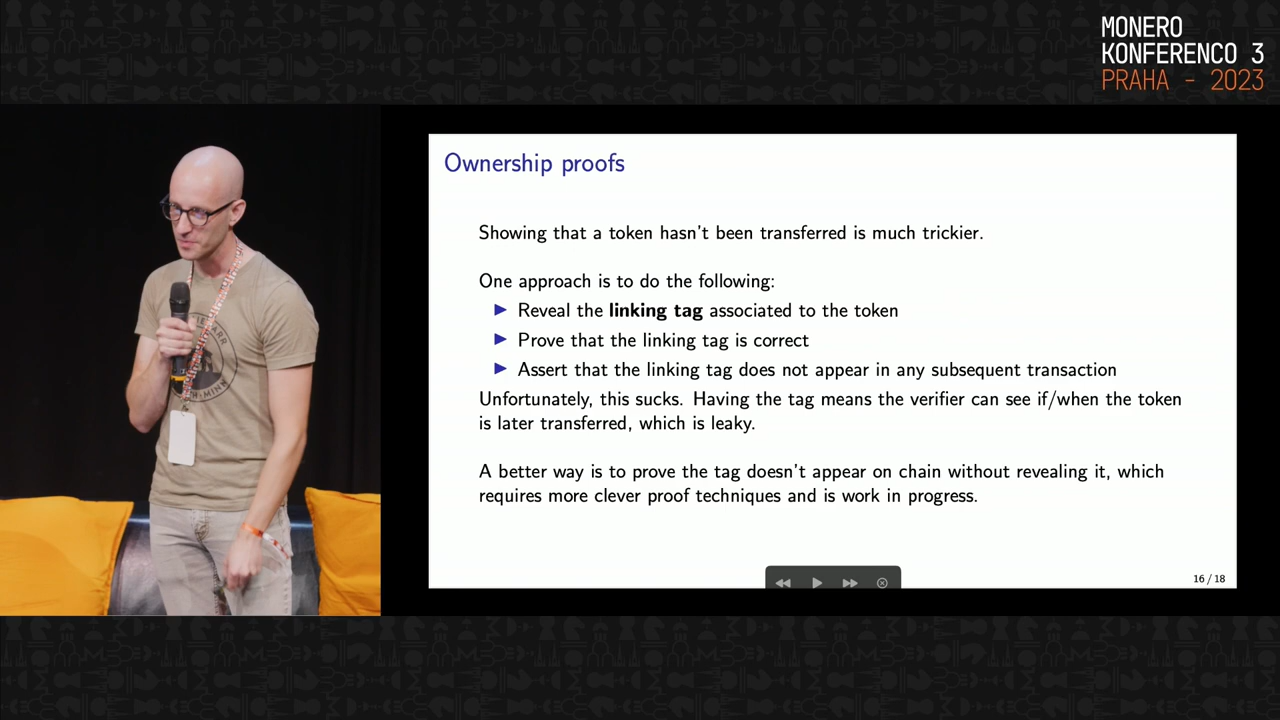 MONERO
KONFERENCO 3
PRAHA - 2023
Ownership proofs
Showing that a token hasn't been transferred is much trickier.
One approach is to do the following:
▶ Reveal the linking tag associated to the token
▶ Prove that the linking tag is correct
▶ Assert that the linking tag does not appear in any subsequent transaction
Unfortunately, this sucks. Having the tag means the verifier can see if/when the token
is later transferred, which is leaky.
A better way is to prove the tag doesn't appear on chain without revealing it, which
requires more clever proof techniques and is work in progress.
16 / 18